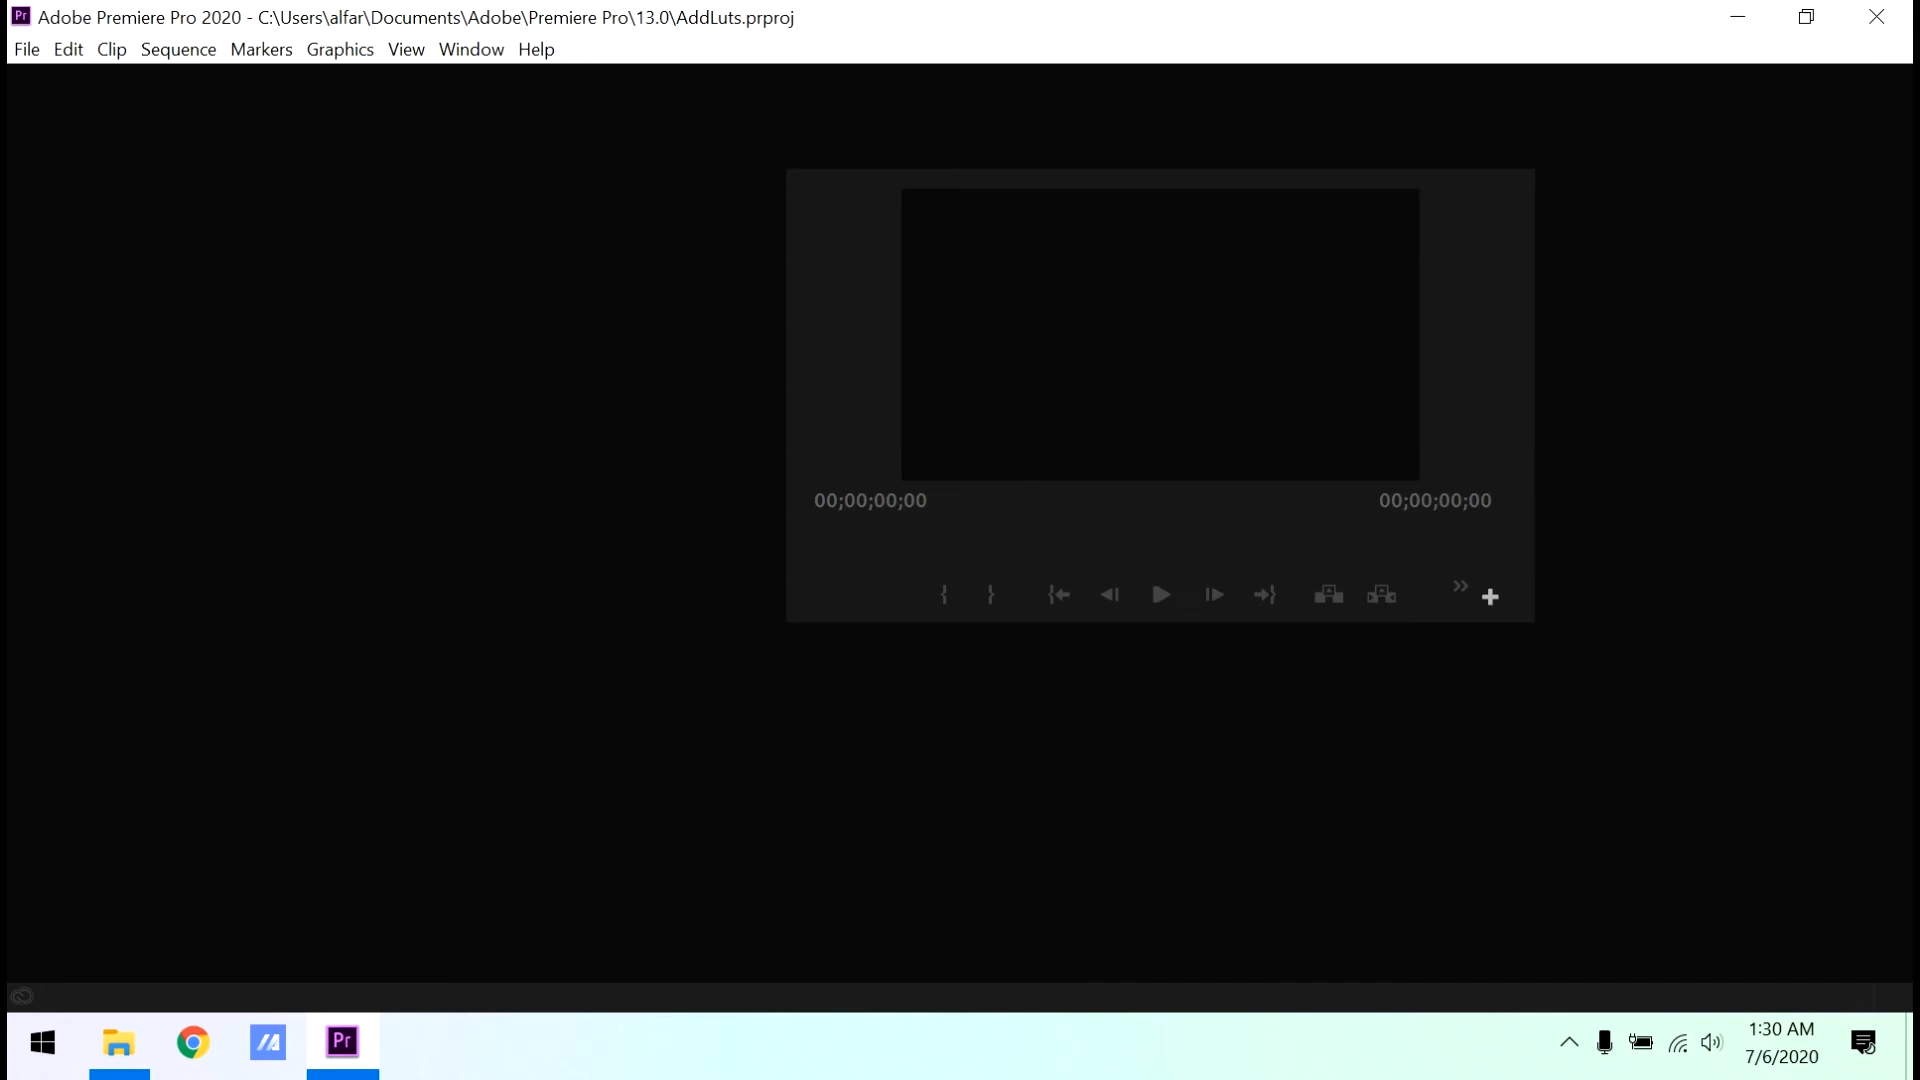 Pr Adobe Premiere Pro 2020 - C:\Users\alfar\Documents\Adobe\Premiere Pro\13.0\AddLuts.prproj
File Edit Clip Sequence Markers Graphics View Window Help
00;00;00;00 00;00;00;00
Pr
1:30 AM
7/6/2020